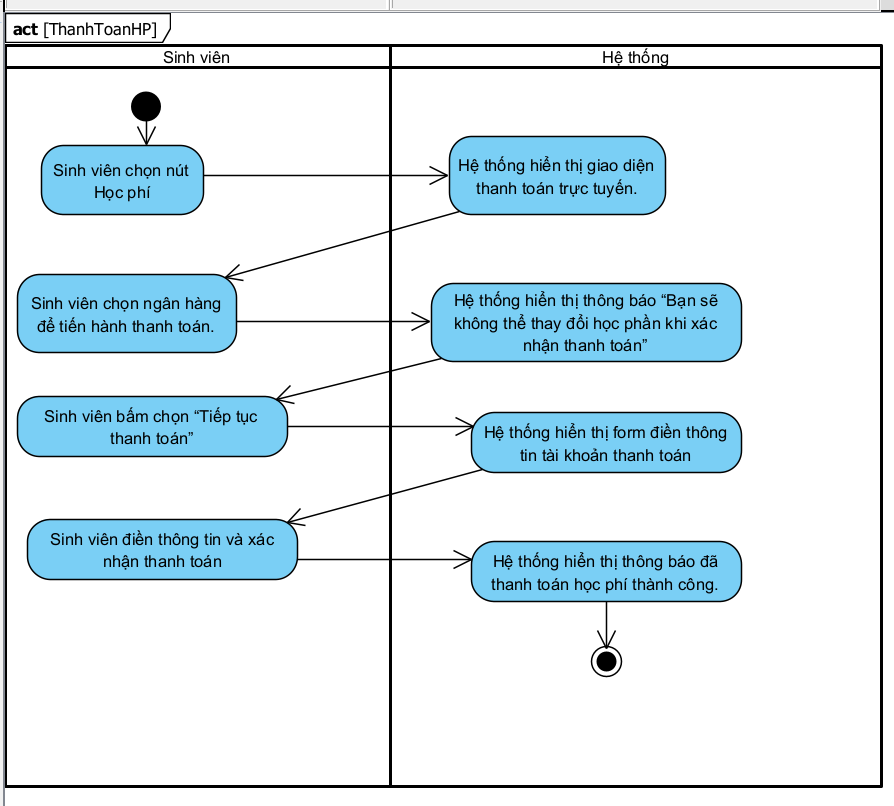 act [ThanhToanHP]
Sinh viên
Hệ thống
Sinh viên chọn nút
Học phí
Hệ thống hiển thị giao diện
thanh toán trực tuyến.
Sinh viên chọn ngân hàng
để tiến hành thanh toán.
Hệ thống hiển thị thông báo “Bạn sẽ
không thể thay đổi học phần khi xác
nhận thanh toán”
Sinh viên bấm chọn “Tiếp tục
thanh toán”
Hệ thống hiển thị form điền thông
tin tài khoản thanh toán
Sinh viên điền thông tin và xác
nhận thanh toán
Hệ thống hiển thị thông báo đã
thanh toán học phí thành công.